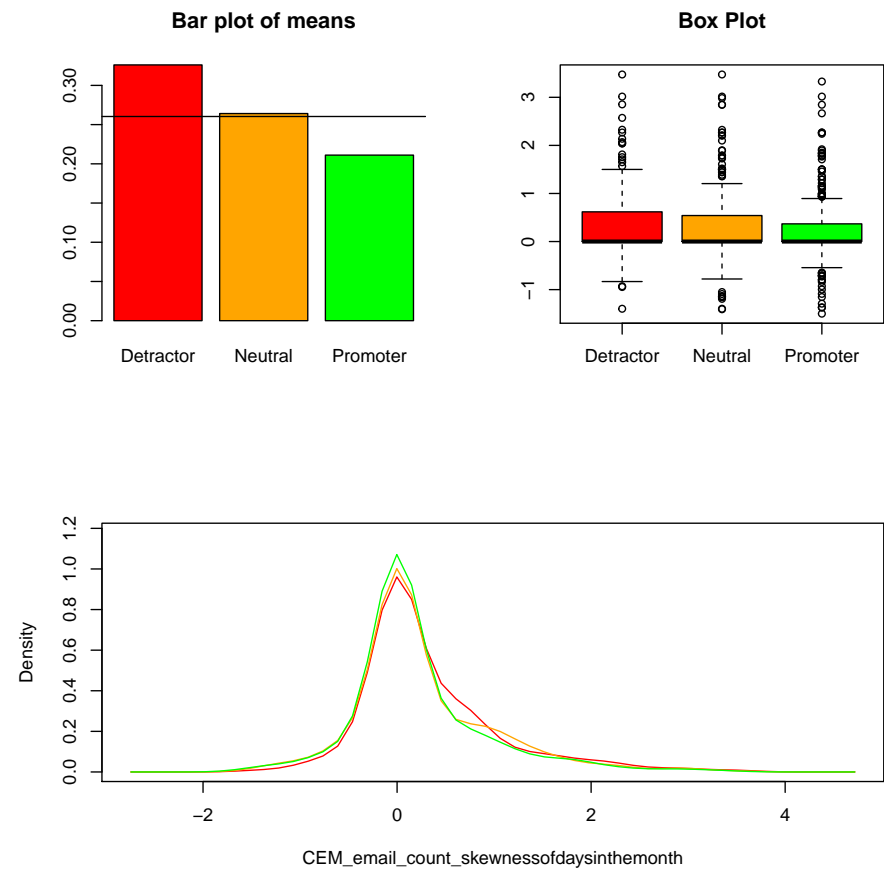 Bar plot of means
0.30
0.20
0.10
0.00
Detractor Neutral Promoter
Box Plot
3
2
1
0
−1
Detractor Neutral Promoter
1.2
1.0
0.8
0.6
0.4
0.2
0.0
Density
−2 0 2 4
CEM_email_count_skewnessofdaysinthemonth